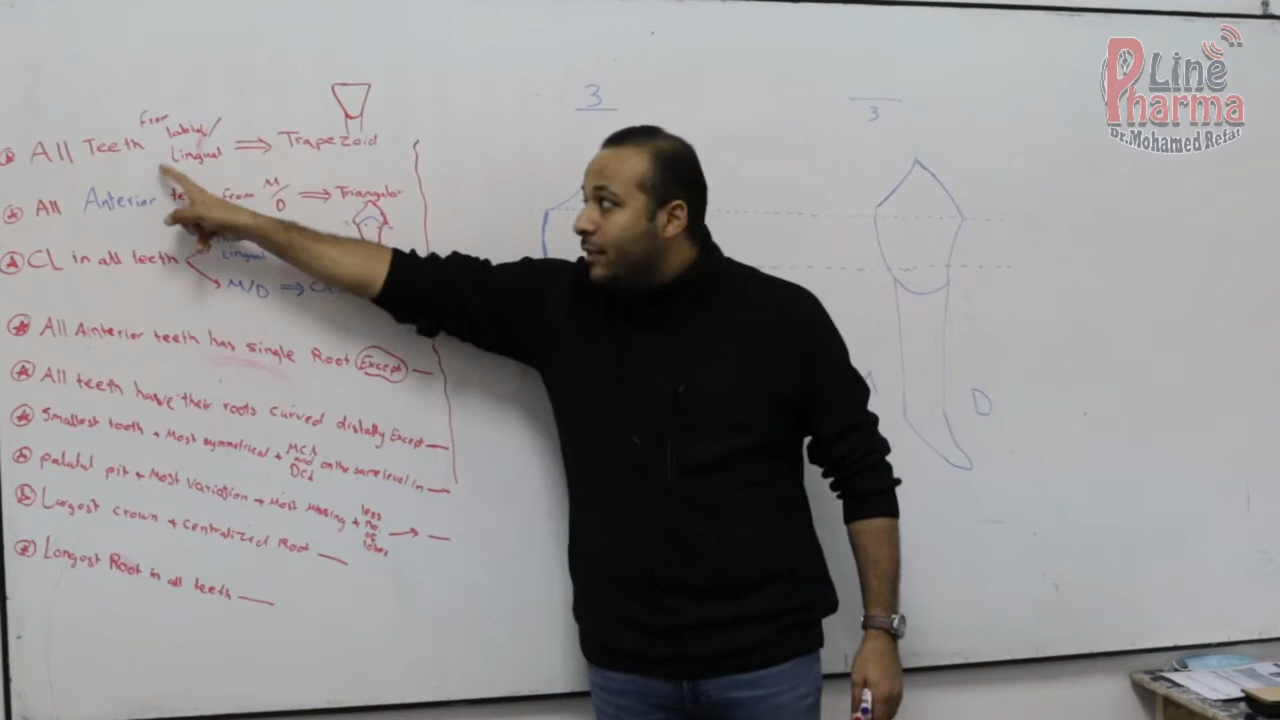 P Line
Pharma
Dr.Mohamed Refat
3
3
All Teeth from labial/ Lingual ⇒ Trapezoid
All Anterior te from M/D ⇒ Triangular
CL in all teeth
Lingual
M/D ⇒
All Anterior teeth has single Root Except —
All teeth have their roots curved distally Except —
Smallest tooth + Most symmetrical + MCA and DCA on the same level in —
palatal pit + Most Variation + Most Missing + less no. of lobes → —
Largest crown + Centralized Root —
Longest Root in all teeth —
D